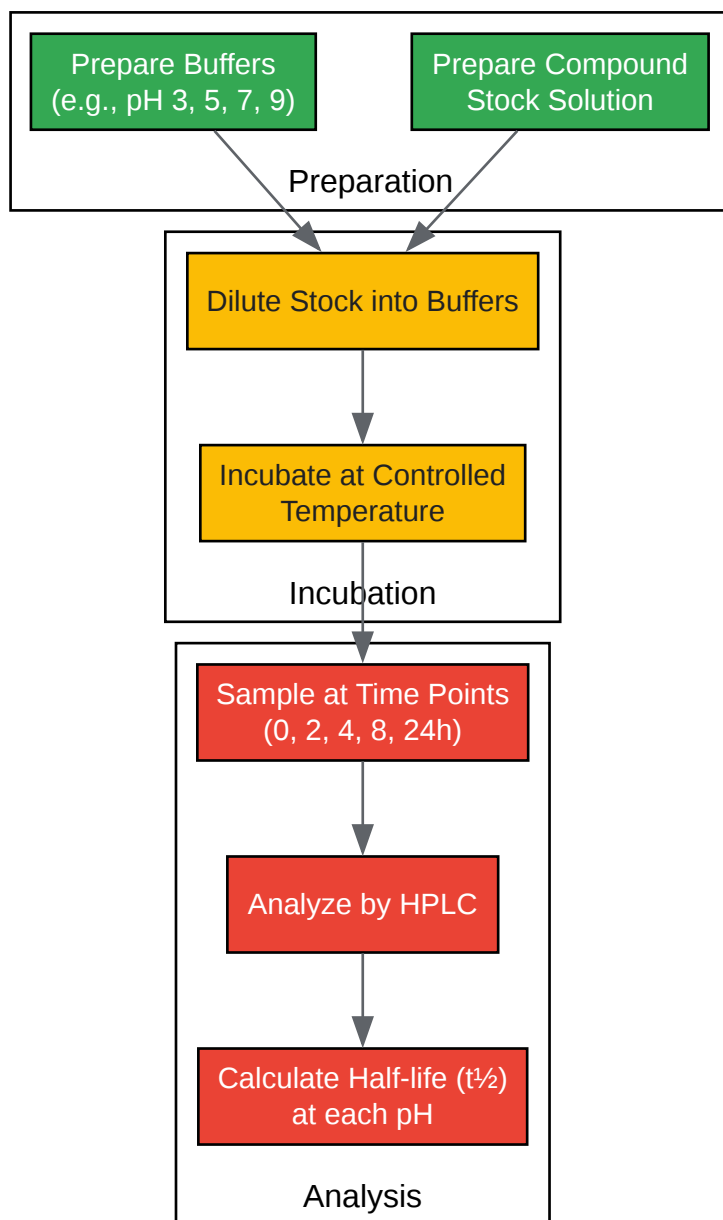 Prepare Buffers
(e.g., pH 3, 5, 7, 9)
Prepare Compound
Stock Solution
Preparation
Dilute Stock into Buffers
Incubate at Controlled
Temperature
Incubation
Sample at Time Points
(0, 2, 4, 8, 24h)
Analyze by HPLC
Calculate Half-life (t½)
at each pH
Analysis